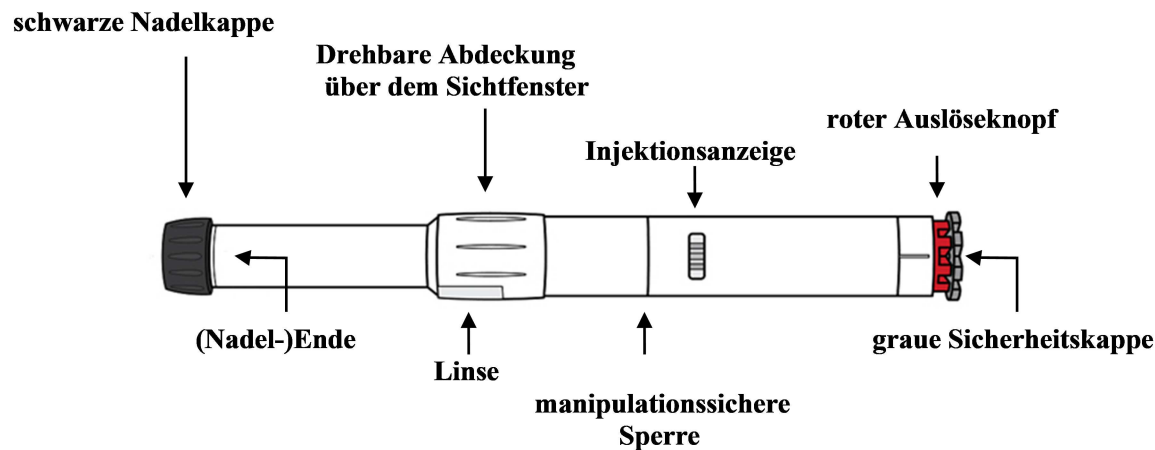 schwarze Nadelkappe
Drehbare Abdeckung
über dem Sichtfenster
Injektionsanzeige
roter Auslöseknopf
(Nadel-)Ende
Linse
manipulationssichere
Sperre
graue Sicherheitskappe